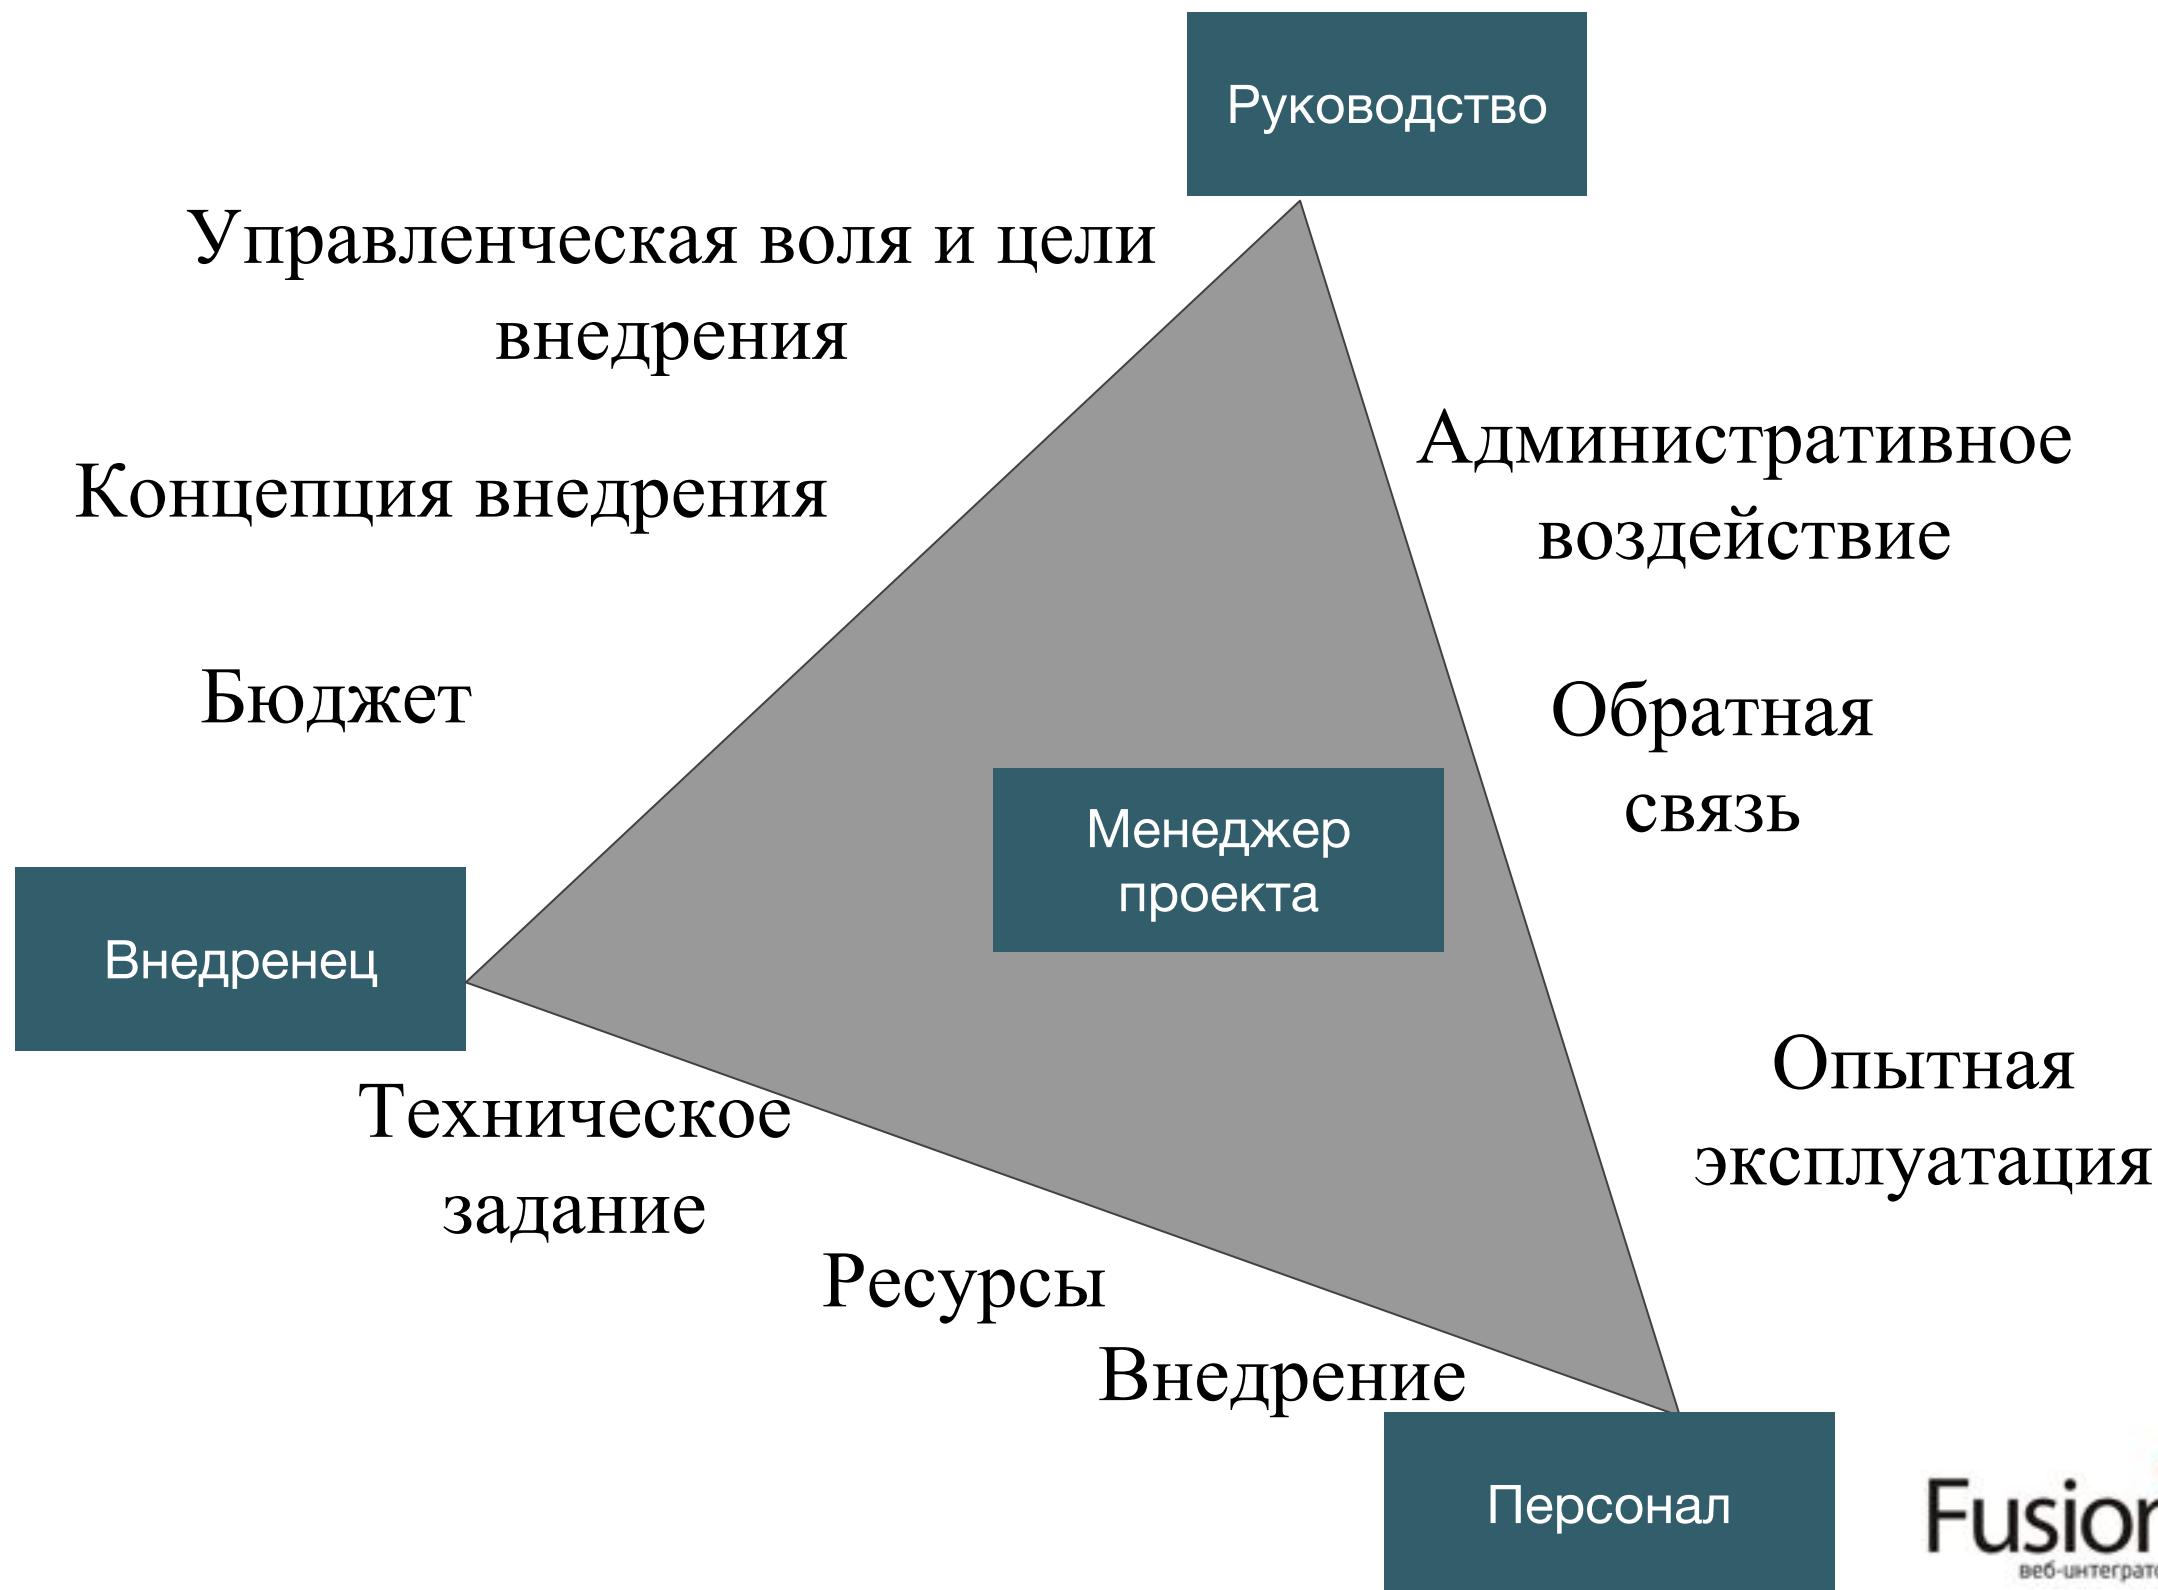 Руководство
Управленческая воля и цели
внедрения
Административное
воздействие
Концепция внедрения
Бюджет
Обратная
связь
Менеджер
проекта
Внедренец
Опытная
эксплуатация
Техническое
задание
Ресурсы
Внедрение
Персонал